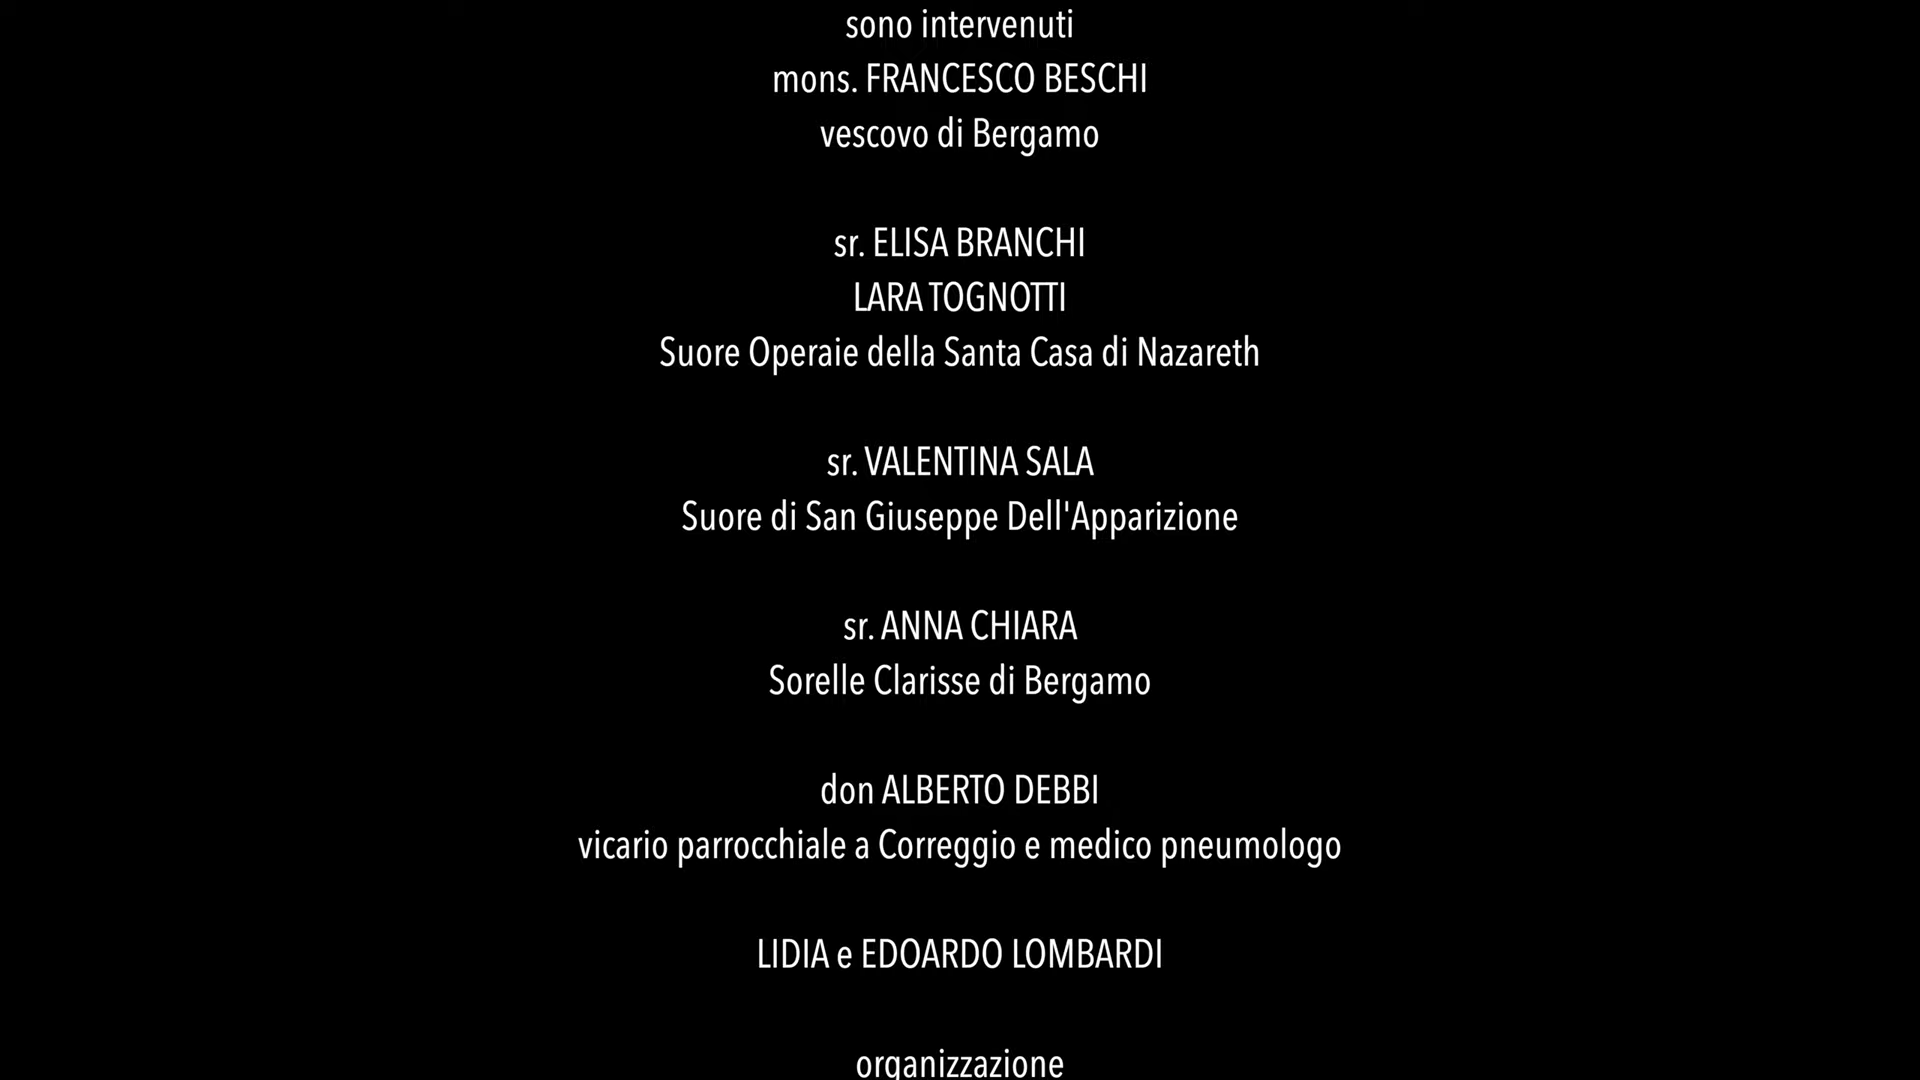 sono intervenuti
mons. FRANCESCO BESCHI
vescovo di Bergamo
sr. ELISA BRANCHI
LARA TOGNOTTI
Suore Operaie della Santa Casa di Nazareth
sr. VALENTINA SALA
Suore di San Giuseppe Dell'Apparizione
sr. ANNA CHIARA
Sorelle Clarisse di Bergamo
don ALBERTO DEBBI
vicario parrocchiale a Correggio e medico pneumologo
LIDIA e EDOARDO LOMBARDI
organizzazione